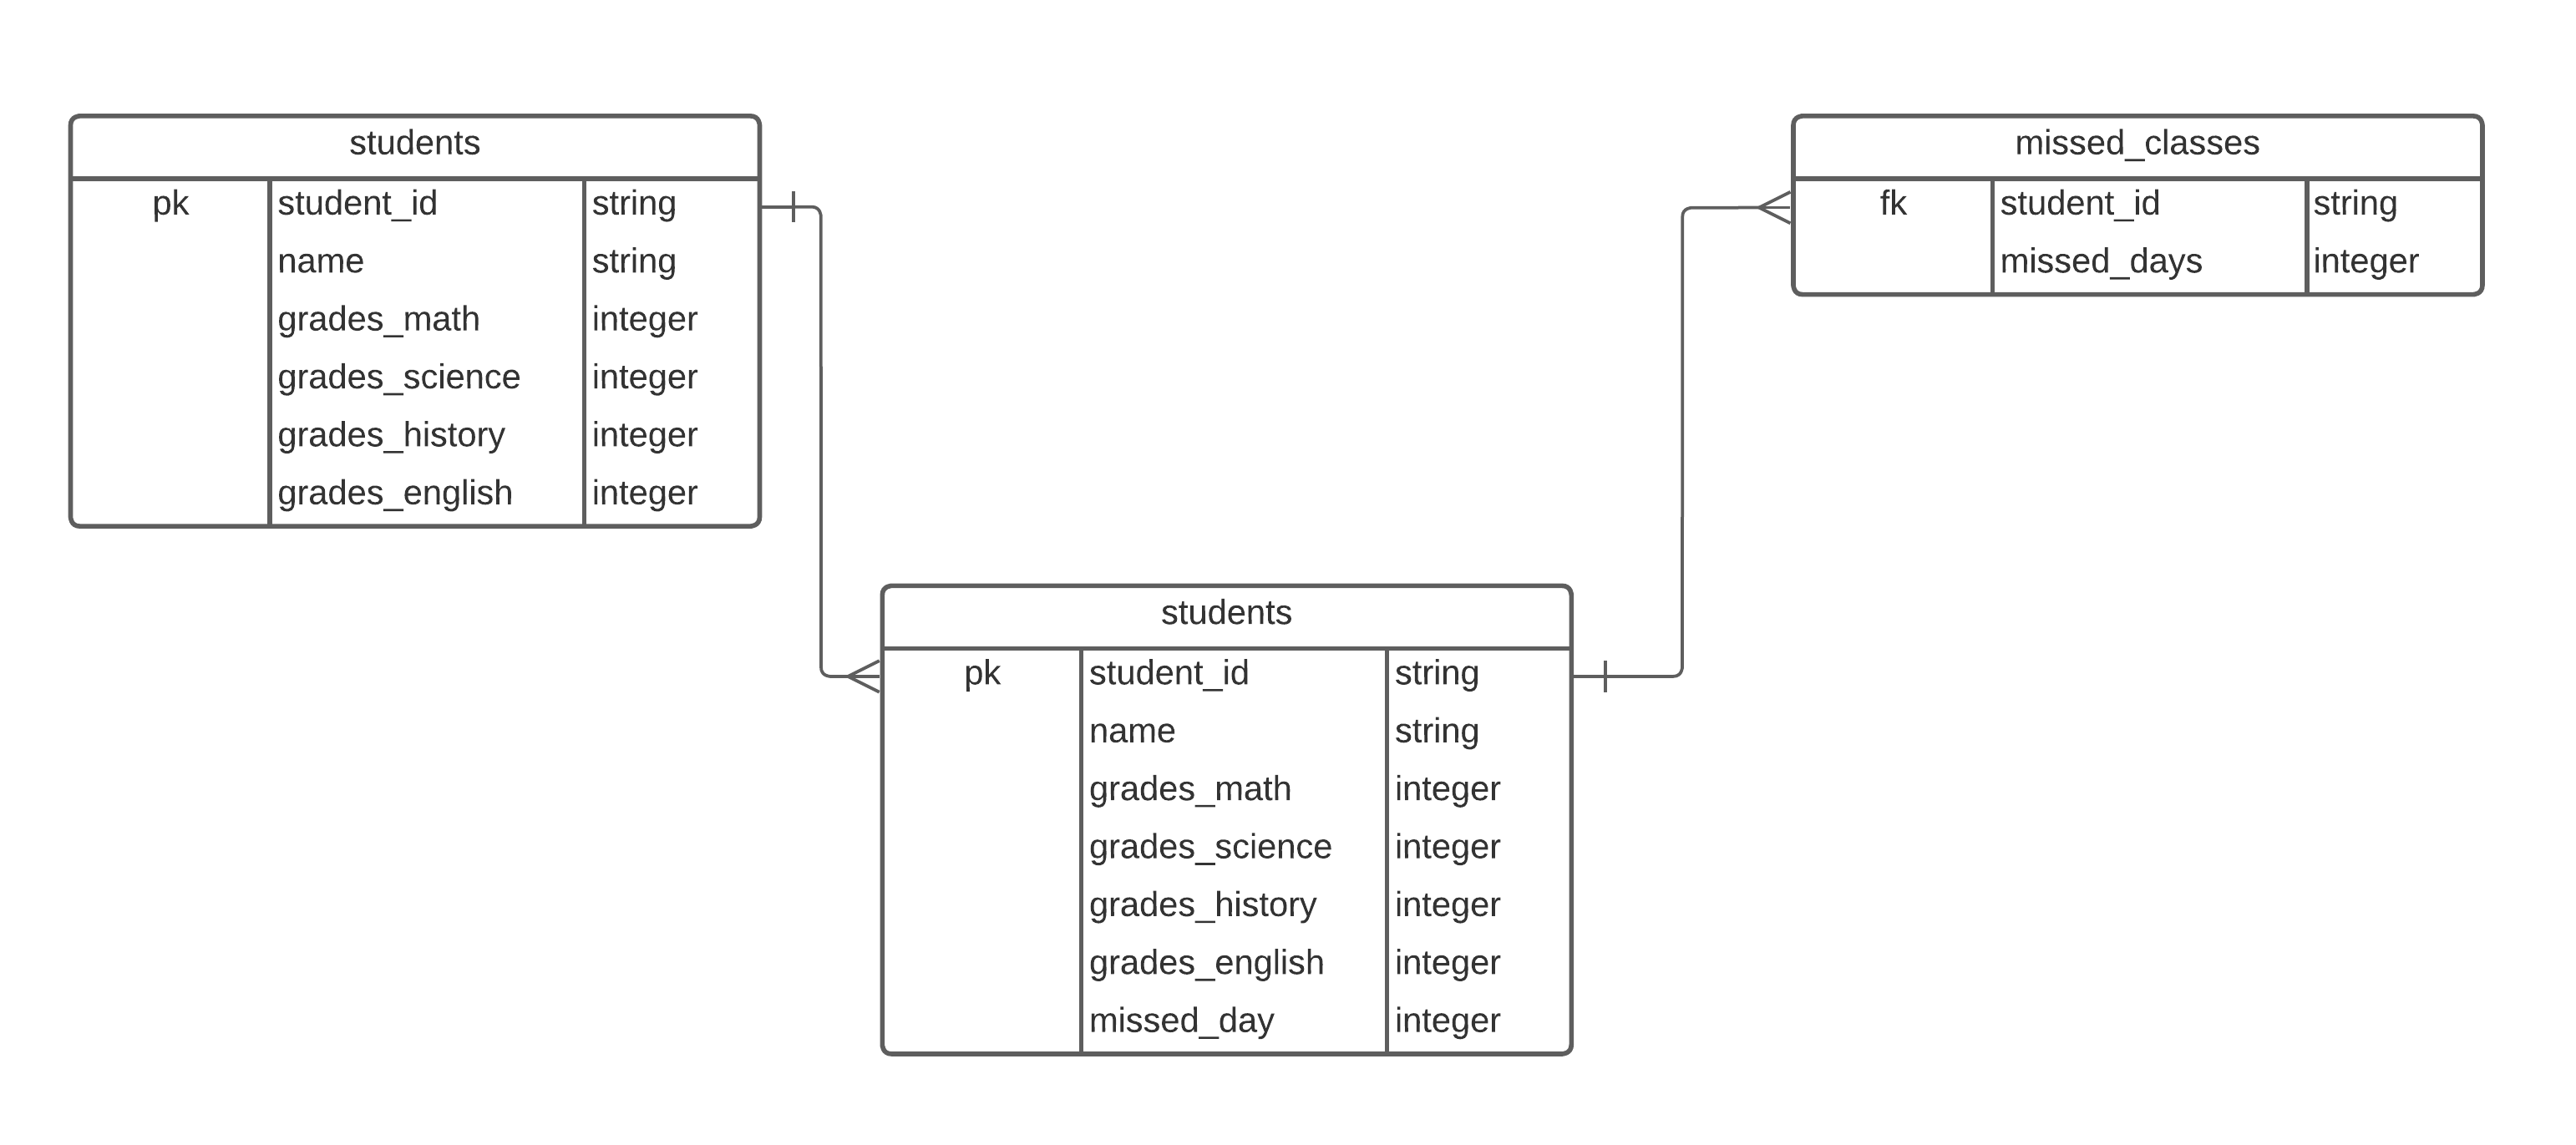 students
pk student_id string
name string
grades_math integer
grades_science integer
grades_history integer
grades_english integer
missed_classes
fk student_id string
missed_days integer
students
pk student_id string
name string
grades_math integer
grades_science integer
grades_history integer
grades_english integer
missed_day integer